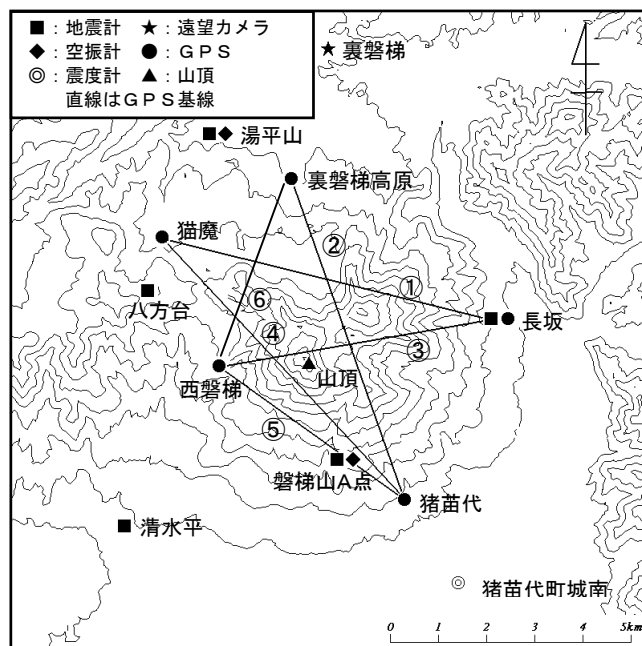 ■：地震計 ★：遠望カメラ
◆：空振計 ●：ＧＰＳ
◎：震度計 ▲：山頂
直線はＧＰＳ基線
裏磐梯
湯平山
裏磐梯高原
猫魔
②
①
八方台
⑥
④
長坂
③
山頂
西磐梯
⑤
磐梯山A点
猪苗代
清水平
猪苗代町城南
0 1 2 3 4 5km